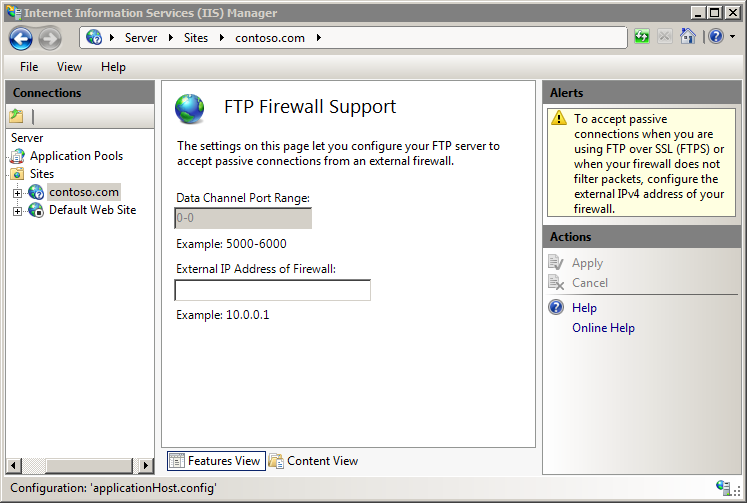 Internet Information Services (IIS) Manager
Server
Sites
contoso.com
File View Help
Connections
Server
Application Pools
Sites
contoso.com
Default Web Site
FTP Firewall Support
The settings on this page let you configure your FTP server to
accept passive connections from an external firewall.
Data Channel Port Range:
0-0
Example: 5000-6000
External IP Address of Firewall:
Example: 10.0.0.1
Features View
Content View
Alerts
To accept passive
connections when you are
using FTP over SSL (FTPS) or
when your firewall does not
filter packets, configure the
external IPv4 address of your
firewall.
Actions
Apply
Cancel
Help
Online Help
Configuration: 'applicationHost.config'